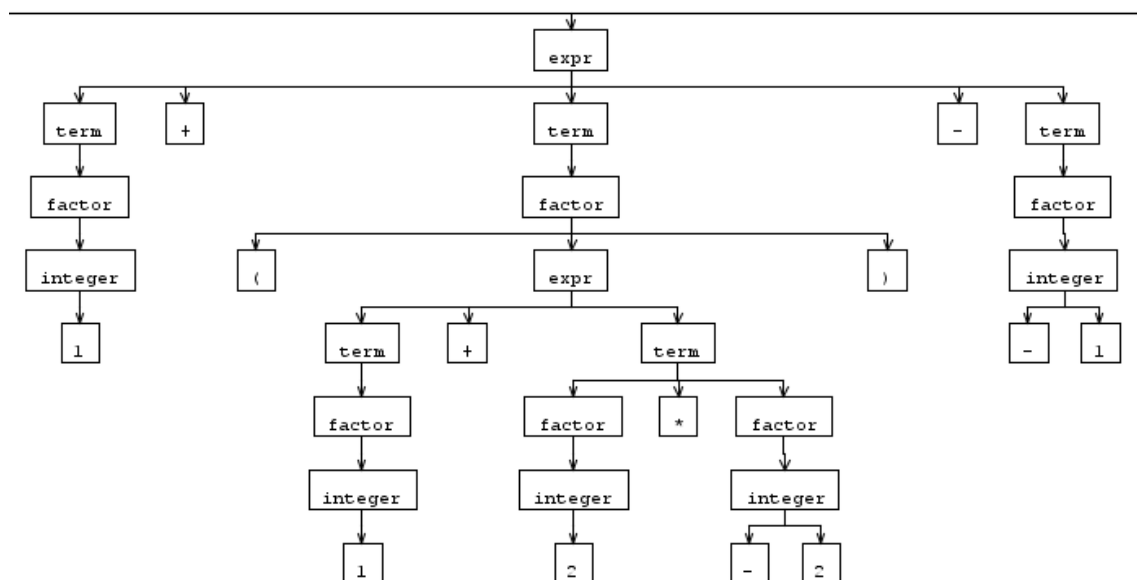 expr
term + term - term
factor factor factor
integer ( expr ) integer
1 term + term - 1
factor factor * factor
integer integer integer
1 2 - 2